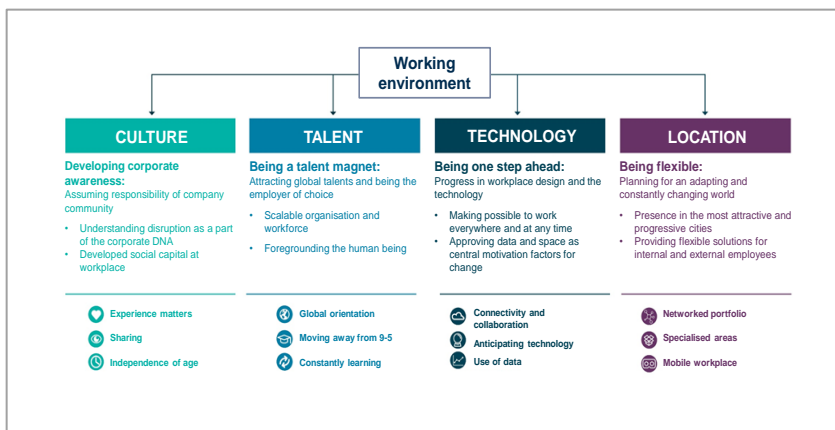 Working
environment
CULTURE
Developing corporate
awareness:
Assuming responsibility of company
community
• Understanding disruption as a part
of the corporate DNA
• Developed social capital at
workplace
Experience matters
Sharing
Independence of age
TALENT
Being a talent magnet:
Attracting global talents and being the
employer of choice
• Scalable organisation and
workforce
• Foregrounding the human being
Global orientation
Moving away from 9-5
Constantly learning
TECHNOLOGY
Being one step ahead:
Progress in workplace design and the
technology
• Making possible to work
everywhere and at any time
• Approving data and space as
central motivation factors for
change
Connectivity and
collaboration
Anticipating technology
Use of data
LOCATION
Being flexible:
Planning for an adapting and
constantly changing world
• Presence in the most attractive and
progressive cities
• Providing flexible solutions for
internal and external employees
Networked portfolio
Specialised areas
Mobile workplace